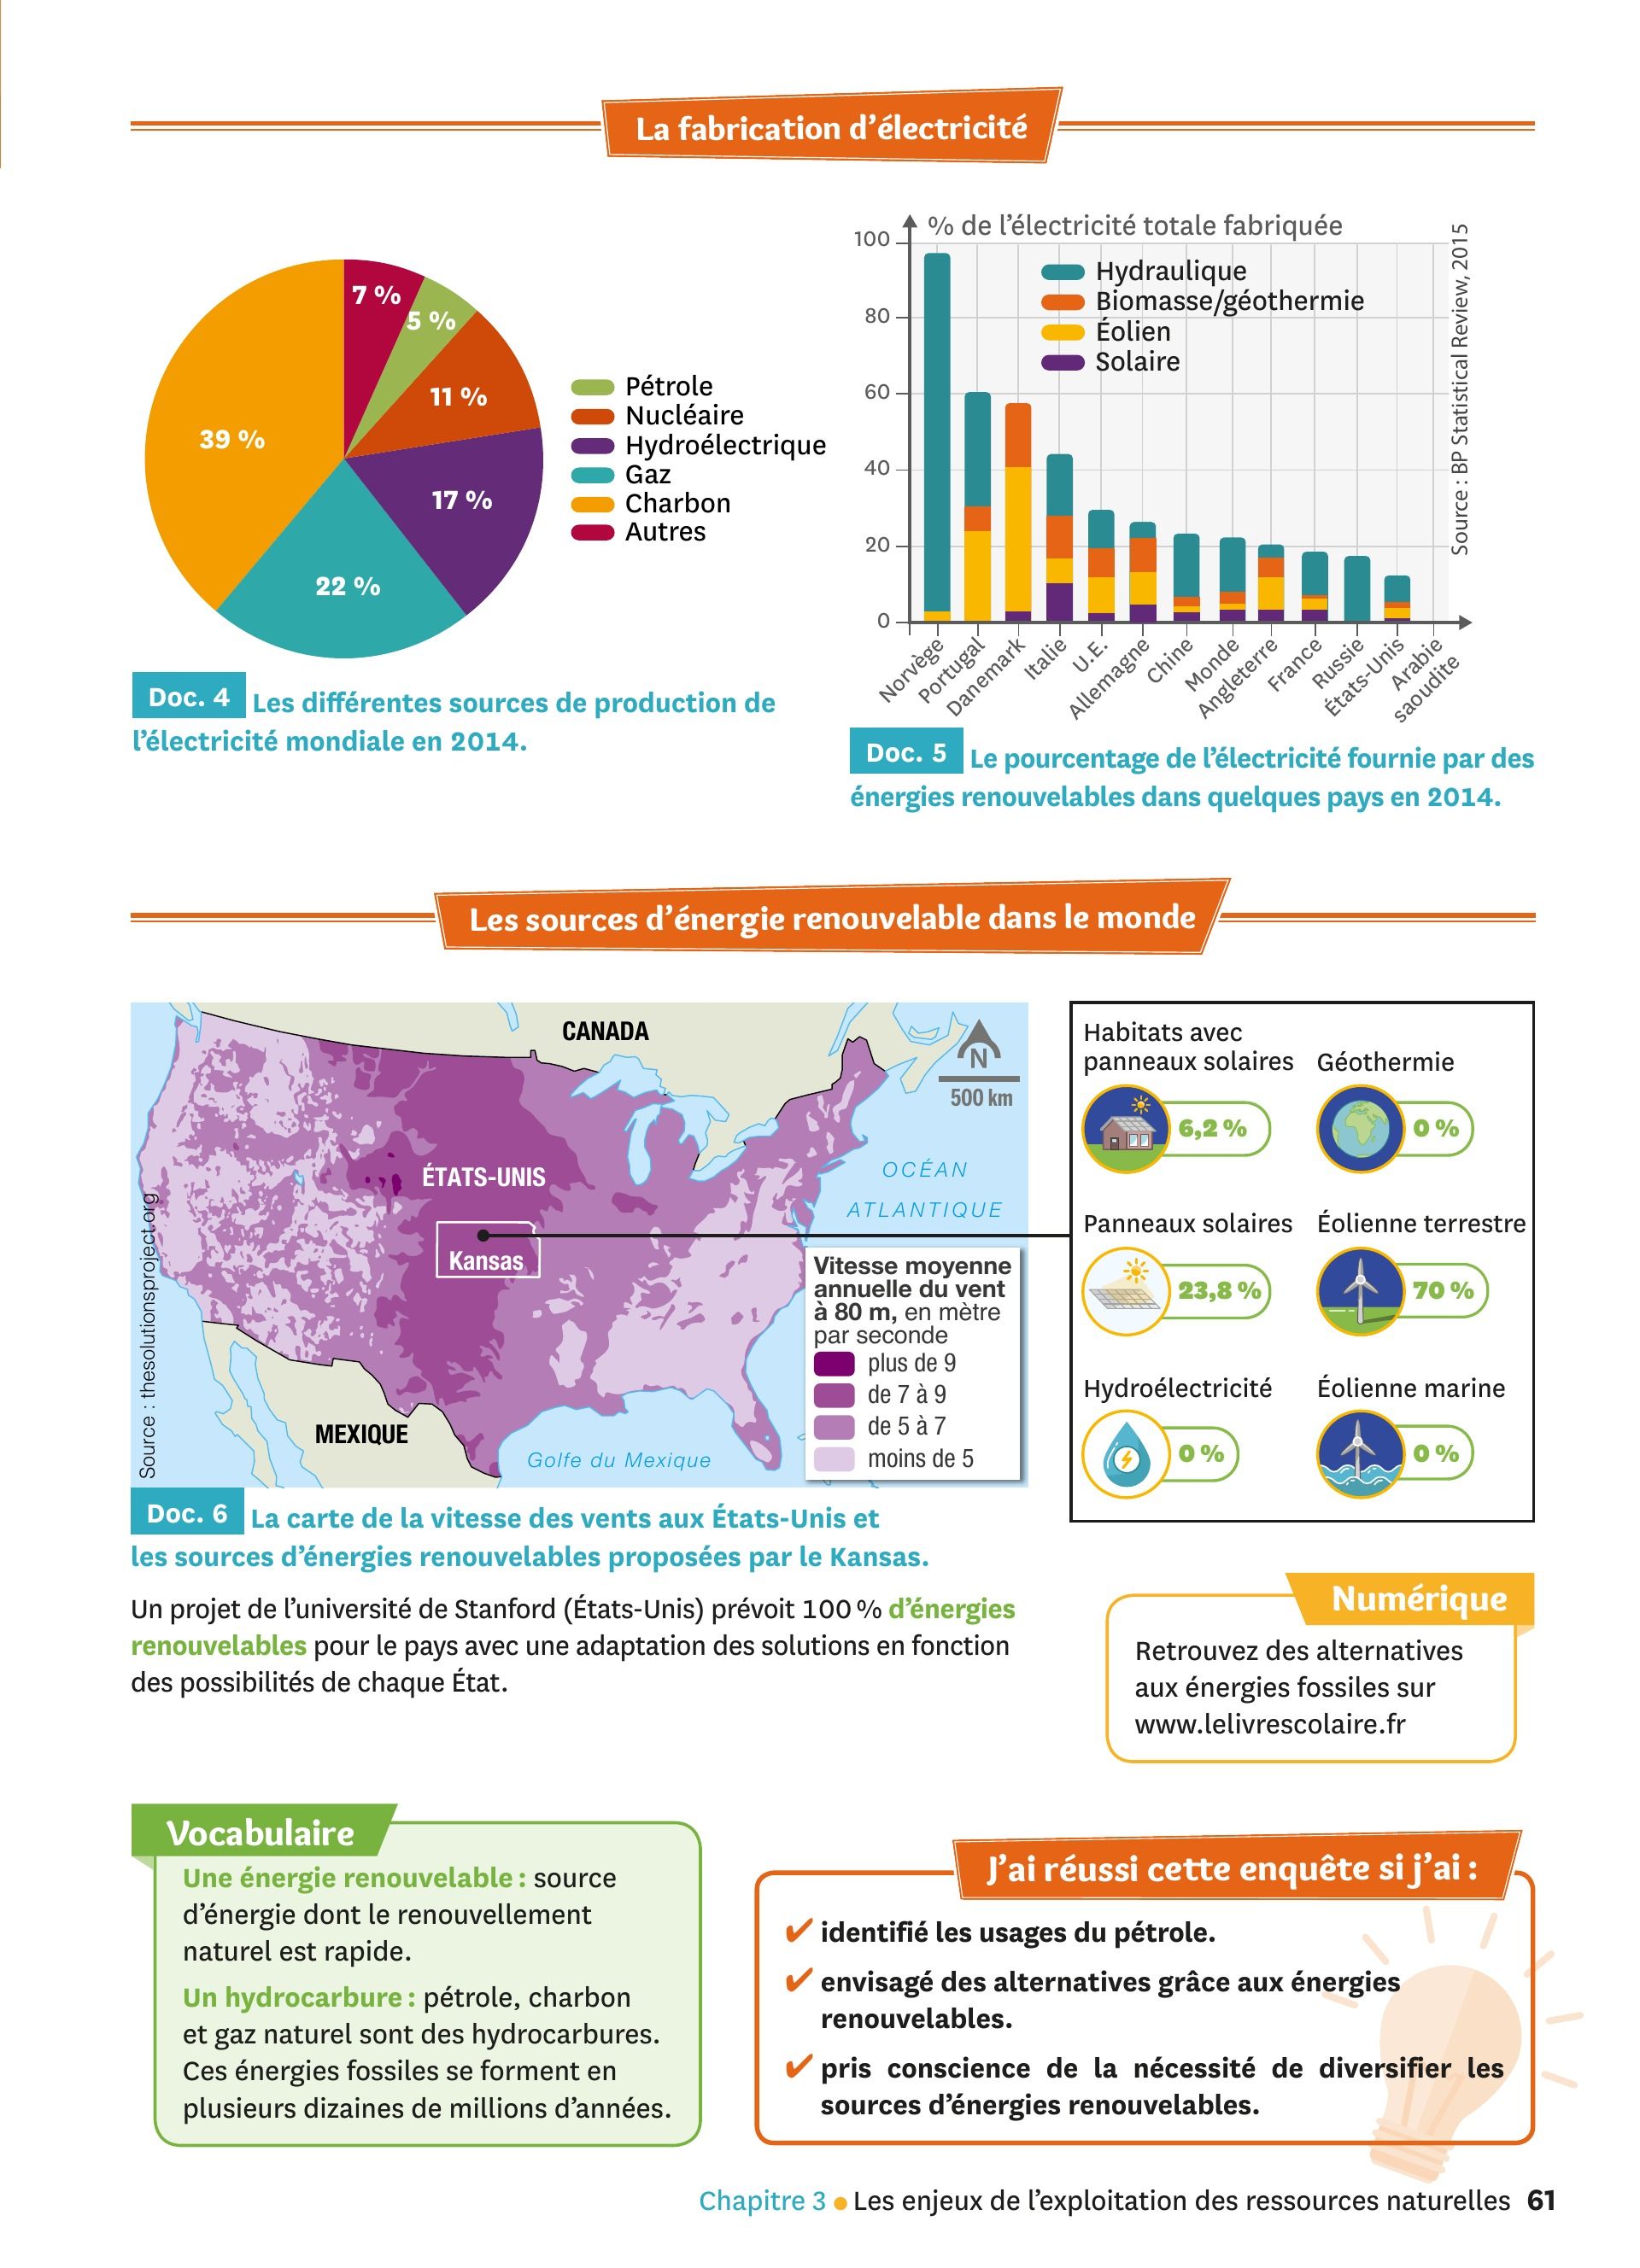 La fabrication d'électricité
7 %
5 %
11 %
39 %
17 %
22 %
Pétrole
Nucléaire
Hydroélectrique
Gaz
Charbon
Autres
Doc. 4 Les différentes sources de production de
l'électricité mondiale en 2014.
% de l'électricité totale fabriquée
100
80
60
40
20
0
Hydraulique
Biomasse/géothermie
Éolien
Solaire
Norvège
Portugal
Danemark
Italie
U.E.
Allemagne
Chine
Monde
Angleterre
France
Russie
États-Unis
Arabie
saoudite
Source : BP Statistical Review, 2015
Doc. 5 Le pourcentage de l'électricité fournie par des
énergies renouvelables dans quelques pays en 2014.
Les sources d'énergie renouvelable dans le monde
CANADA
N
500 km
ÉTATS-UNIS
OCÉAN
ATLANTIQUE
Kansas
MEXIQUE
Golfe du Mexique
Source : thesolutionsproject.org
Vitesse moyenne
annuelle du vent
à 80 m, en mètre
par seconde
plus de 9
de 7 à 9
de 5 à 7
moins de 5
Habitats avec
panneaux solaires
6,2 %
Géothermie
0 %
Panneaux solaires
23,8 %
Éolienne terrestre
70 %
Hydroélectricité
0 %
Éolienne marine
0 %
Doc. 6 La carte de la vitesse des vents aux États-Unis et
les sources d'énergies renouvelables proposées par le Kansas.
Un projet de l'université de Stanford (États-Unis) prévoit 100 % d'énergies
renouvelables pour le pays avec une adaptation des solutions en fonction
des possibilités de chaque État.
Numérique
Retrouvez des alternatives
aux énergies fossiles sur
www.lelivrescolaire.fr
Vocabulaire
Une énergie renouvelable : source
d'énergie dont le renouvellement
naturel est rapide.
Un hydrocarbure : pétrole, charbon
et gaz naturel sont des hydrocarbures.
Ces énergies fossiles se forment en
plusieurs dizaines de millions d'années.
J'ai réussi cette enquête si j'ai :
✔ identifié les usages du pétrole.
✔ envisagé des alternatives grâce aux énergies
renouvelables.
✔ pris conscience de la nécessité de diversifier les
sources d'énergies renouvelables.
Chapitre 3 • Les enjeux de l'exploitation des ressources naturelles 61